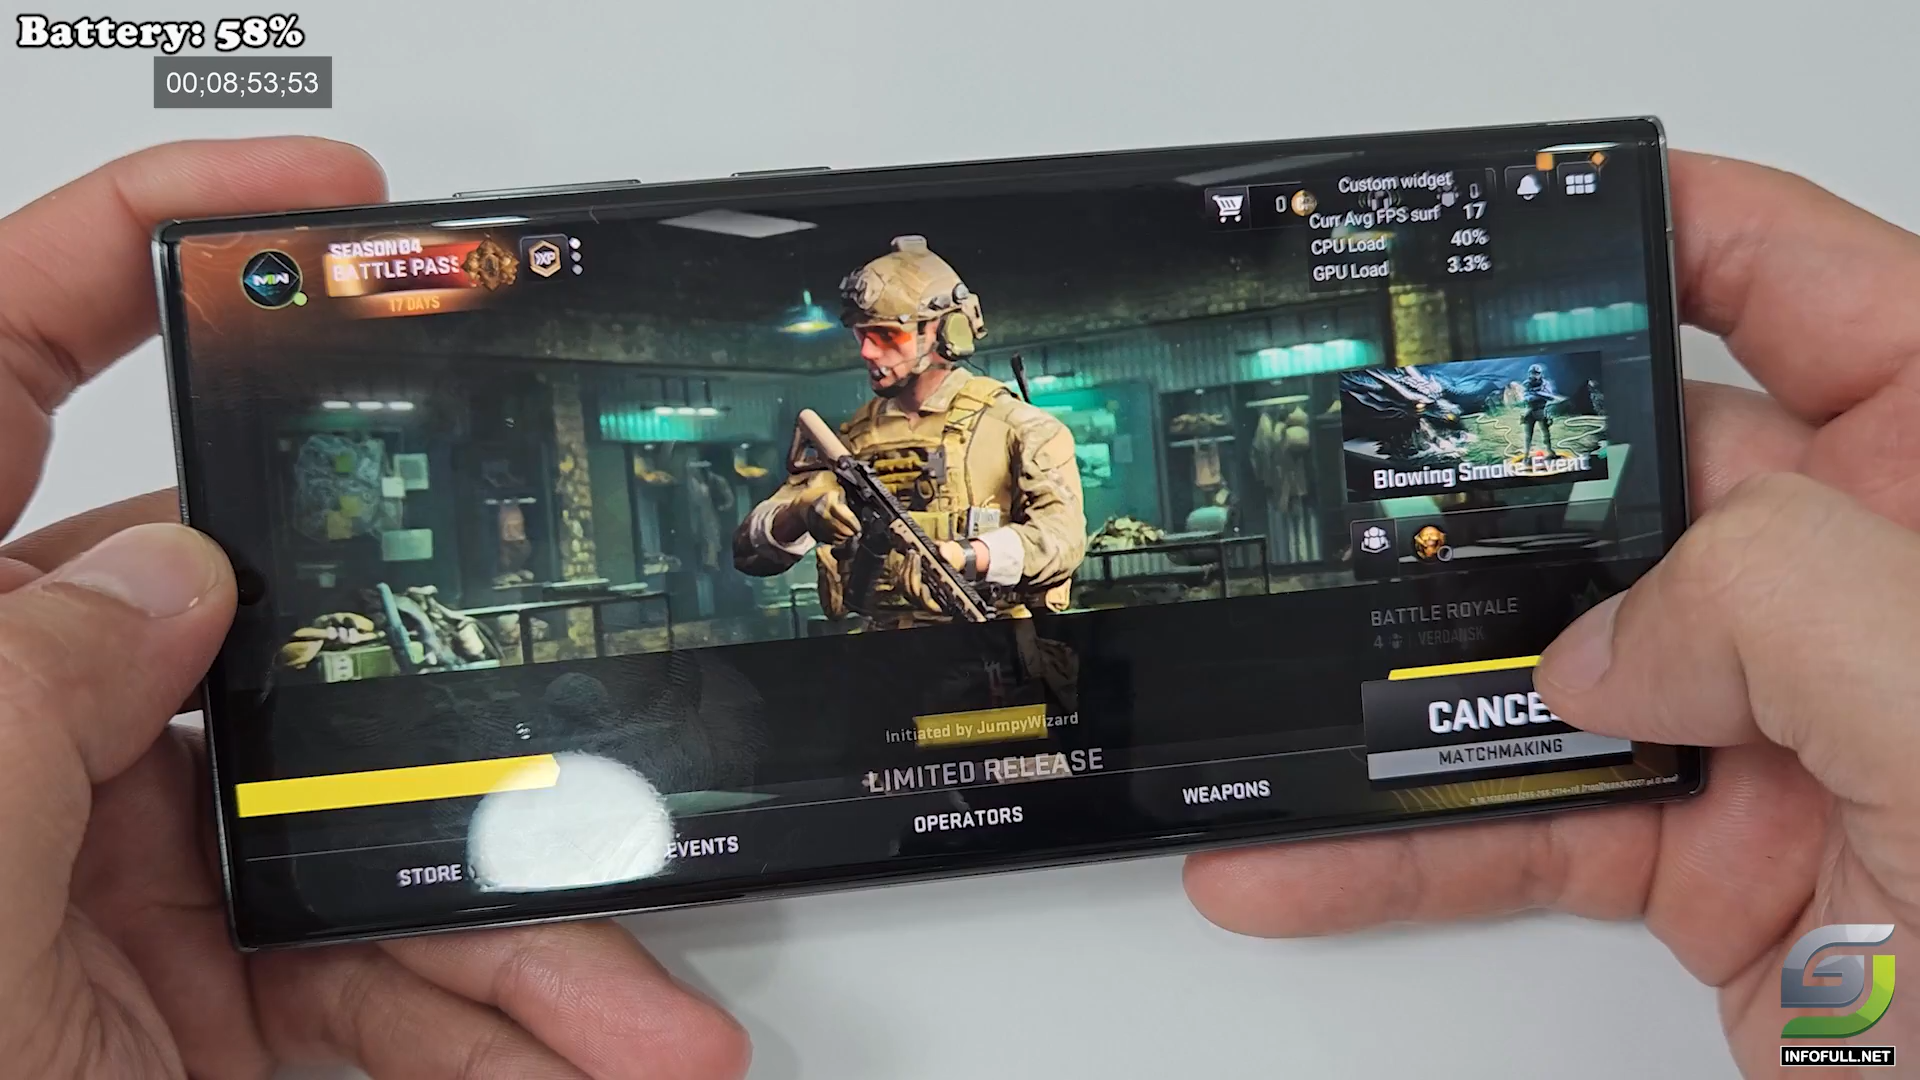 Battery: 58%
00;08;53;53
SEASON 04
BATTLE PASS
17 DAYS
XP
MW
0
Custom widget
0
Curr Avg FPS surf 17
CPU Load 40%
GPU Load 3.3%
Blowing Smoke Event
BATTLE ROYALE
4 VERDANSK
CANCE
MATCHMAKING
Initiated by JumpyWizard
LIMITED RELEASE
STORE
EVENTS
OPERATORS
WEAPONS
INFOFULL.NET